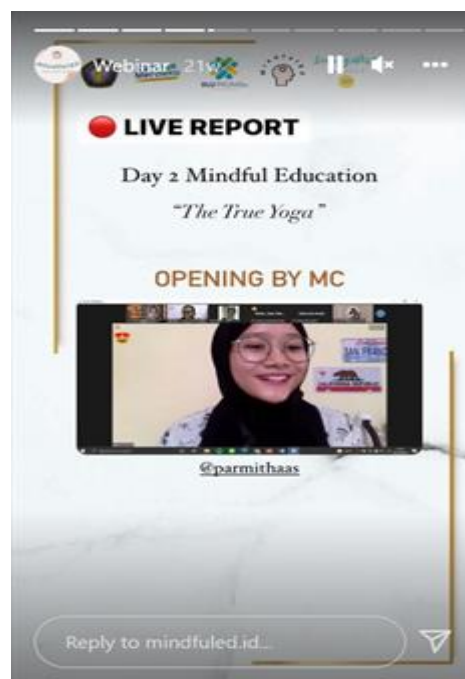 Webinar 21w
LIVE REPORT
Day 2 Mindful Education
“The True Yoga”
OPENING BY MC
@parmithaas
Reply to mindfuled.id...